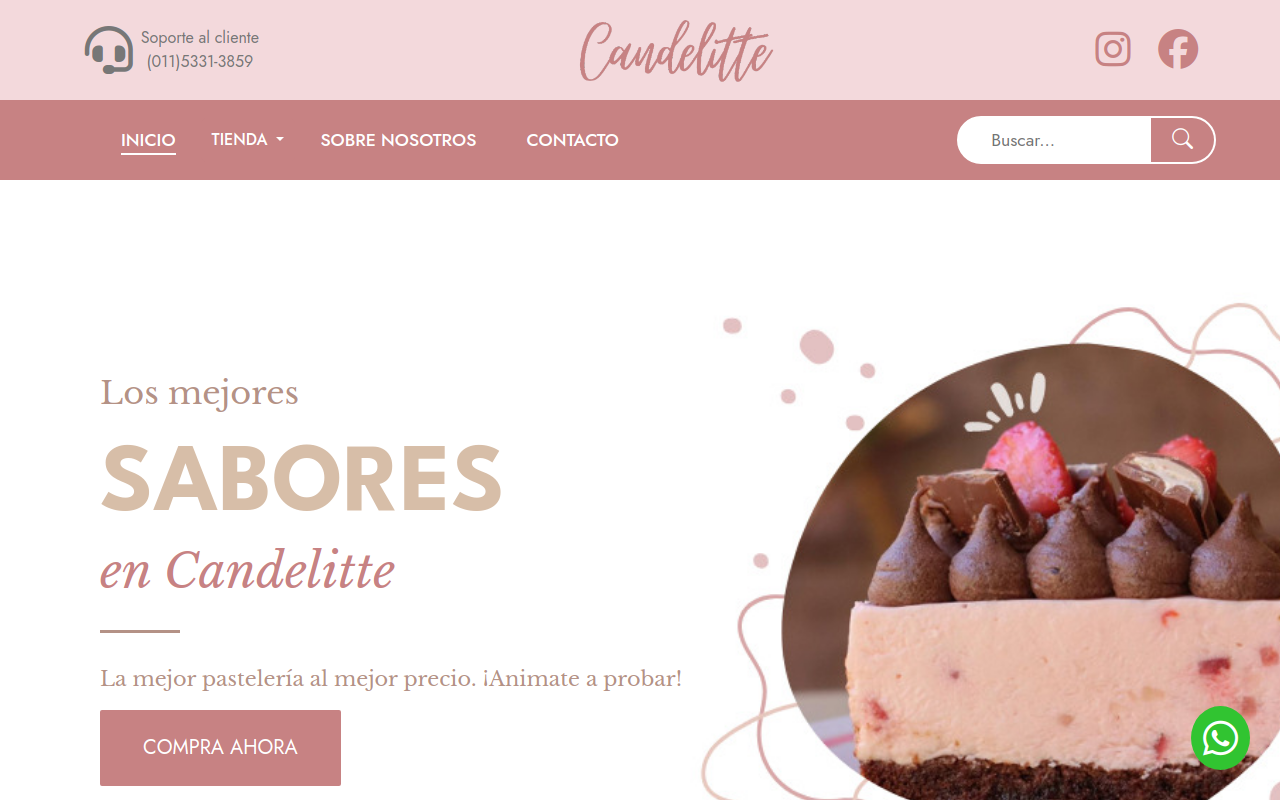 Soporte al cliente
(011)5331-3859
Candelitte
INICIO
TIENDA
SOBRE NOSOTROS
CONTACTO
Buscar...
Los mejores
SABORES
en Candelitte
La mejor pastelería al mejor precio. ¡Animate a probar!
COMPRA AHORA